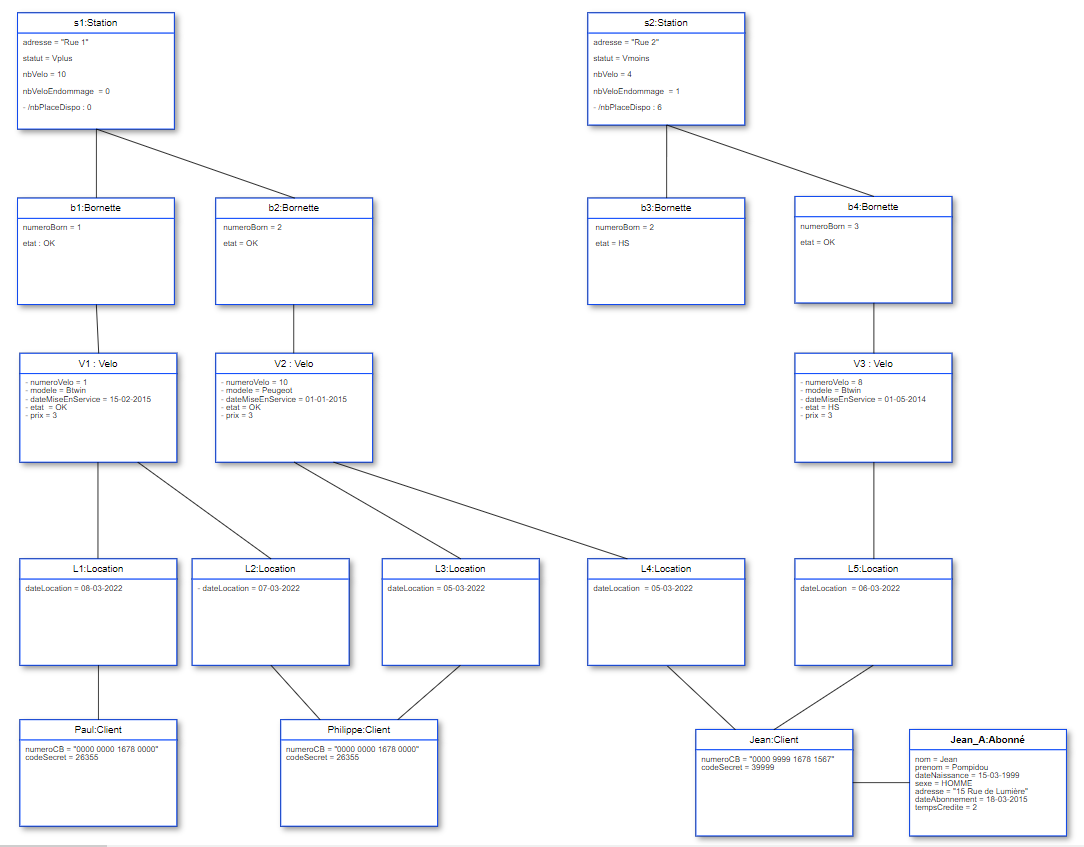 s1:Station
adresse = "Rue 1"
statut = Vplus
nbVelo = 10
nbVeloEndommage = 0
- /nbPlaceDispo : 0
s2:Station
adresse = "Rue 2"
statut = Vmoins
nbVelo = 4
nbVeloEndommage = 1
- /nbPlaceDispo : 6
b1:Bornette
numeroBorn = 1
etat : OK
b2:Bornette
numeroBorn = 2
etat = OK
b3:Bornette
numeroBorn = 2
etat = HS
b4:Bornette
numeroBorn = 3
etat = OK
V1 : Velo
- numeroVelo = 1
- modele = Btwin
- dateMiseEnService = 15-02-2015
- etat = OK
- prix = 3
V2 : Velo
- numeroVelo = 10
- modele = Peugeot
- dateMiseEnService = 01-01-2015
- etat = OK
- prix = 3
V3 : Velo
- numeroVelo = 8
- modele = Btwin
- dateMiseEnService = 01-05-2014
- etat = HS
- prix = 3
L1:Location
dateLocation = 08-03-2022
L2:Location
- dateLocation = 07-03-2022
L3:Location
dateLocation = 05-03-2022
L4:Location
dateLocation = 05-03-2022
L5:Location
dateLocation = 06-03-2022
Paul:Client
numeroCB = "0000 0000 1678 0000"
codeSecret = 26355
Philippe:Client
numeroCB = "0000 0000 1678 0000"
codeSecret = 26355
Jean:Client
numeroCB = "0000 9999 1678 1567"
codeSecret = 39999
Jean_A:Abonné
nom = Jean
prenom = Pompidou
dateNaissance = 15-03-1999
sexe = HOMME
adresse = "15 Rue de Lumière"
dateAbonnement = 18-03-2015
tempsCredite = 2